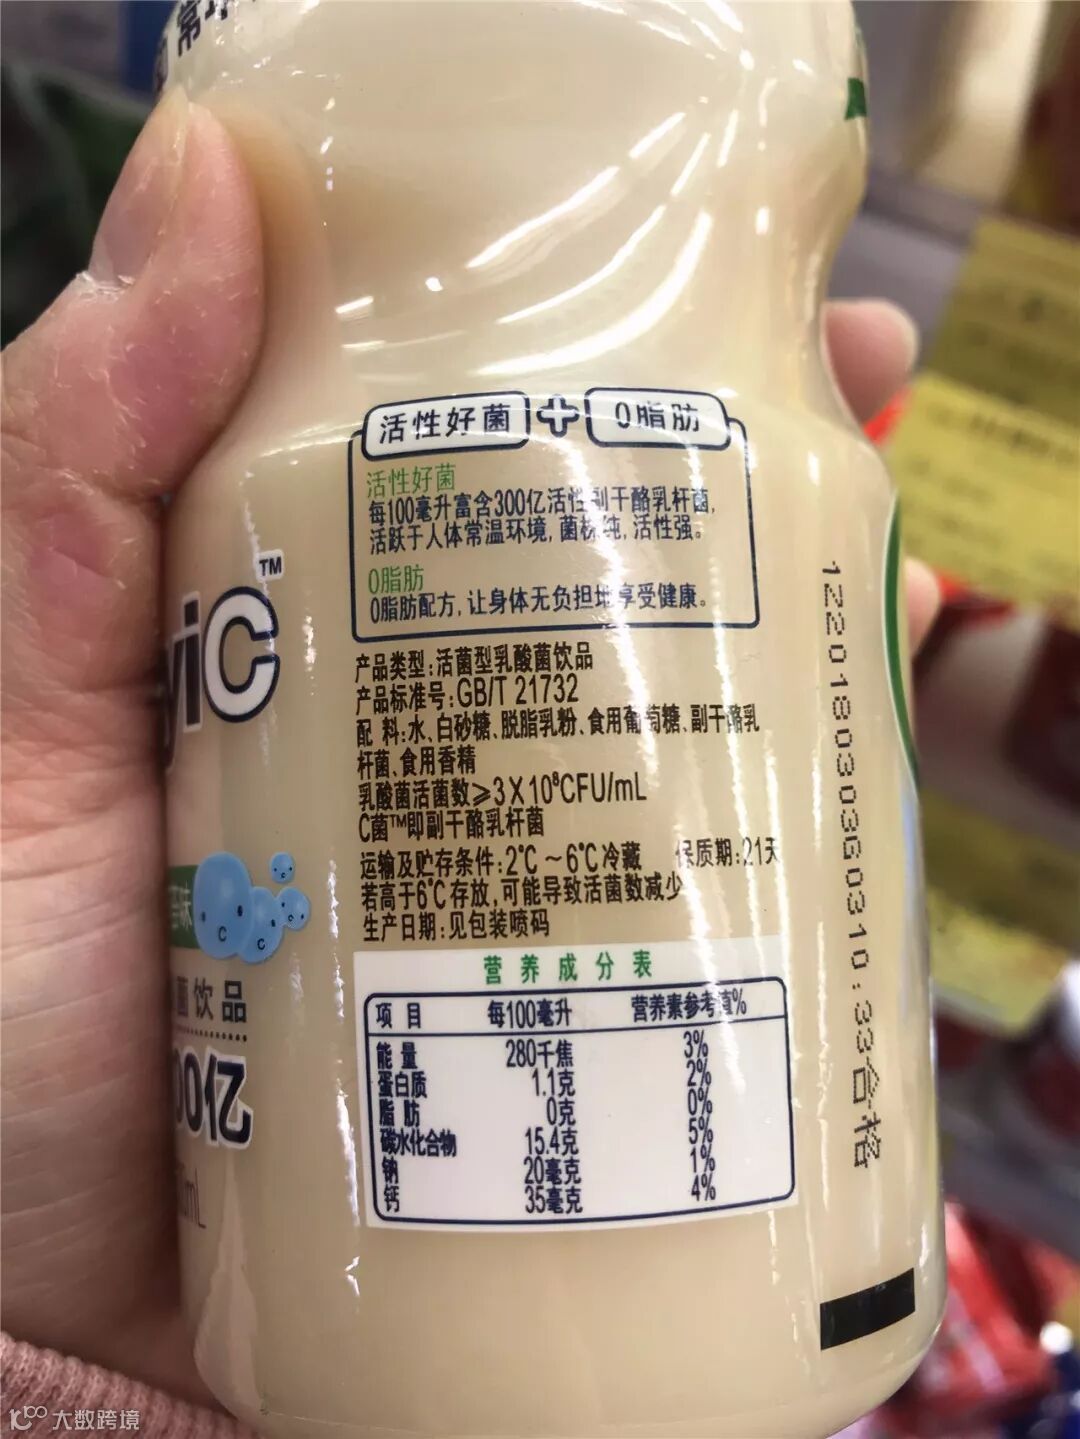 常
活性好菌
0脂肪
活性好菌
每100毫升富含300亿活性副干酪乳杆菌,
活跃于人体常温环境,菌株纯,活性强。
0脂肪
0脂肪配方,让身体无负担地享受健康。
yic™
产品类型:活菌型乳酸菌饮品
产品标准号:GB/T 21732
配 料:水、白砂糖、脱脂乳粉、食用葡萄糖、副干酪乳
杆菌、食用香精
乳酸菌活菌数≥3X10⁸CFU/mL
C菌™即副干酪乳杆菌
运输及贮存条件:2℃~6℃冷藏 保质期:21天
若高于6℃存放,可能导致活菌数减少
生产日期:见包装喷码
味
C
C
菌饮品
00亿
mL
营养成分表
项目 每100毫升 营养素参考值%
能量 280千焦 3%
蛋白质 1.1克 2%
脂肪 0克 0%
碳水化合物 15.4克 5%
钠 20毫克 1%
钙 35毫克 4%
1220180303G0310:33合格
大数跨境